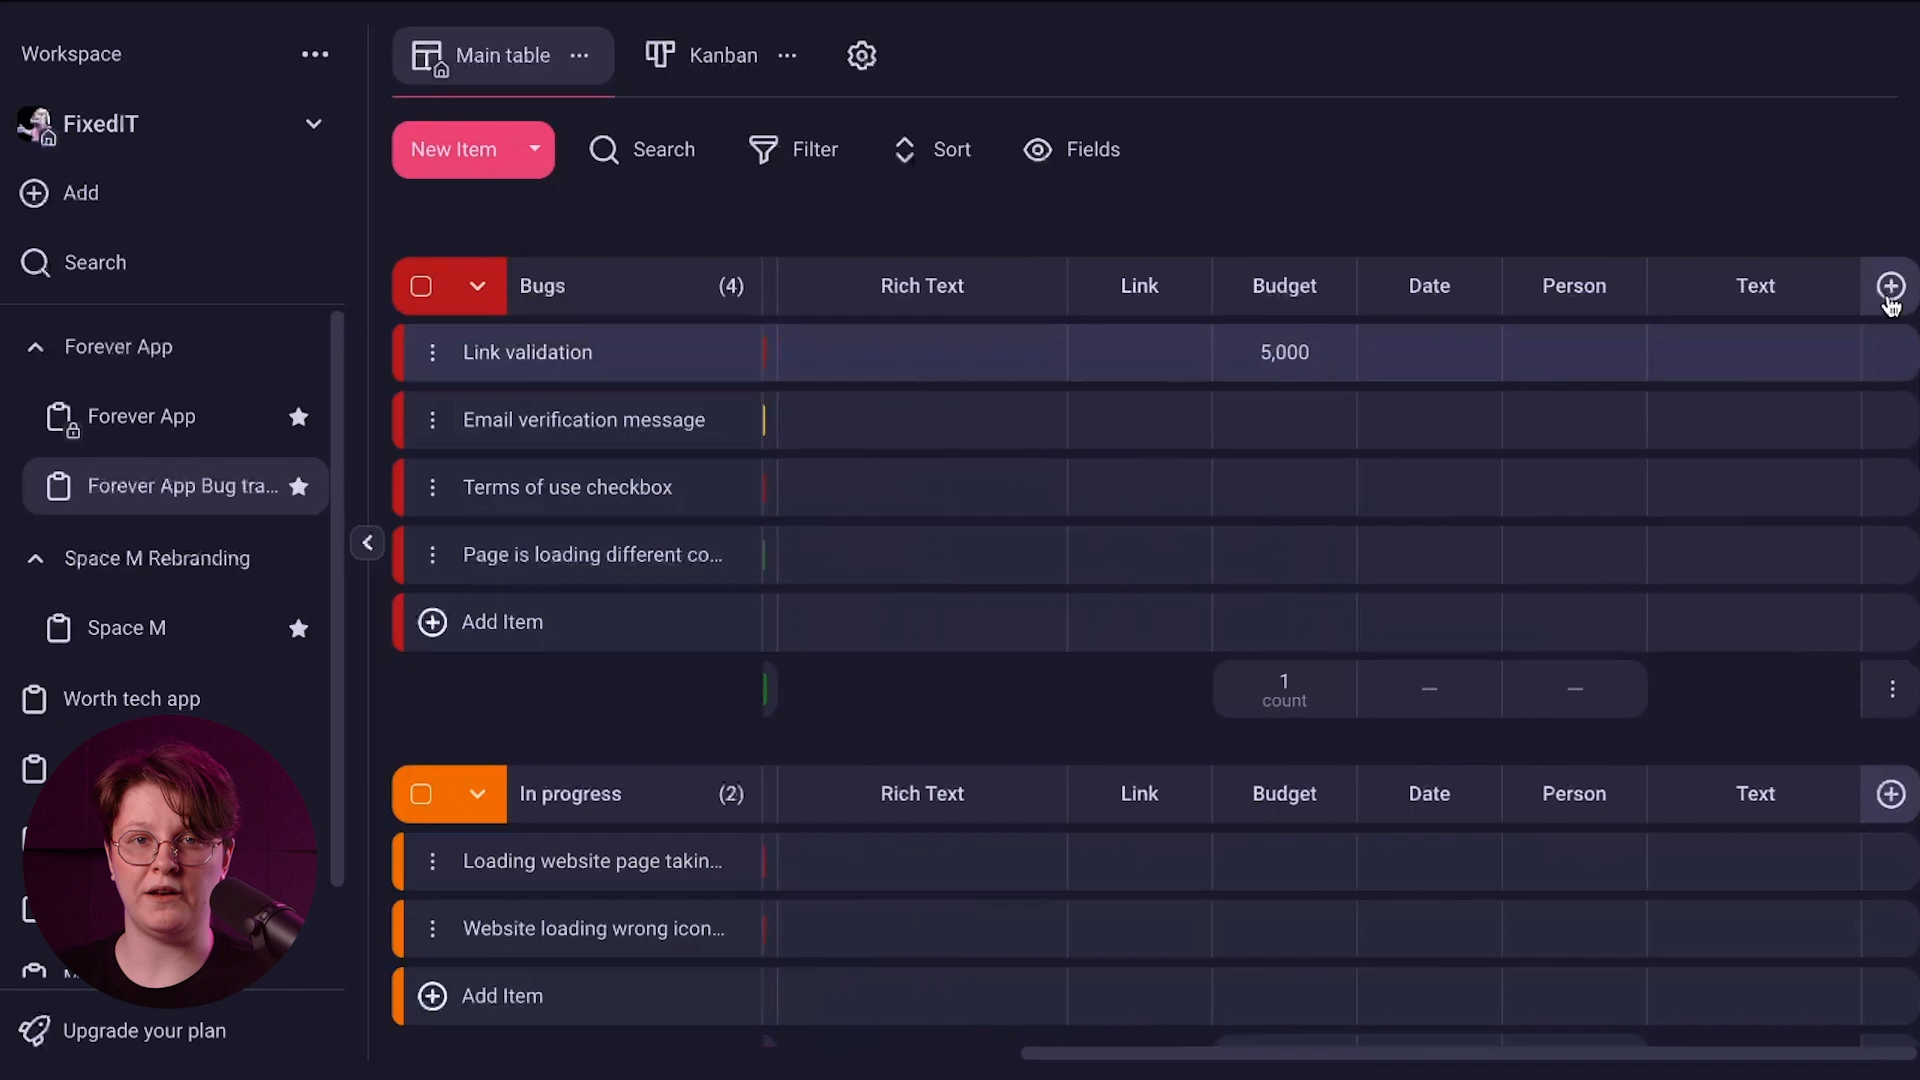 Workspace
FixedIT
Add
Search
Forever App
Forever App
Forever App Bug tra...
Space M Rebranding
Space M
Worth tech app
Upgrade your plan
Main table
Kanban
New Item
Search
Filter
Sort
Fields
Bugs (4) Rich Text Link Budget Date Person Text
Link validation 5,000
Email verification message
Terms of use checkbox
Page is loading different co...
Add Item
1 — —
count
In progress (2) Rich Text Link Budget Date Person Text
Loading website page takin...
Website loading wrong icon...
Add Item